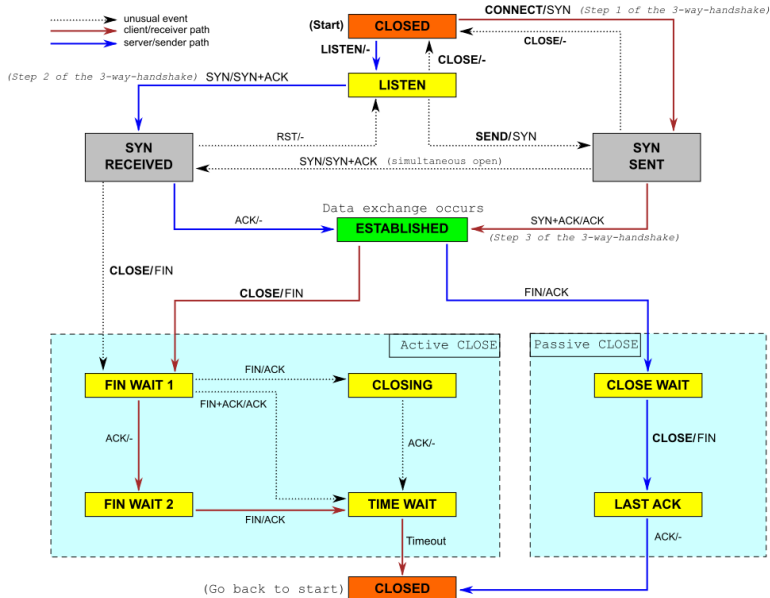 unusual event
client/receiver path
server/sender path
(Start)
CLOSED
CONNECT/SYN
(Step 1 of the 3-way-handshake)
LISTEN/-
CLOSE/-
CLOSE/-
(Step 2 of the 3-way-handshake)
SYN/SYN+ACK
LISTEN
RST/-
SEND/SYN
SYN
RECEIVED
SYN
SENT
SYN/SYN+ACK
(simultaneous open)
Data exchange occurs
ACK/-
ESTABLISHED
SYN+ACK/ACK
(Step 3 of the 3-way-handshake)
CLOSE/FIN
CLOSE/FIN
FIN/ACK
Active CLOSE
Passive CLOSE
FIN WAIT 1
FIN/ACK
CLOSING
CLOSE WAIT
FIN+ACK/ACK
ACK/-
ACK/-
CLOSE/FIN
FIN WAIT 2
TIME WAIT
LAST ACK
FIN/ACK
Timeout
ACK/-
(Go back to start)
CLOSED